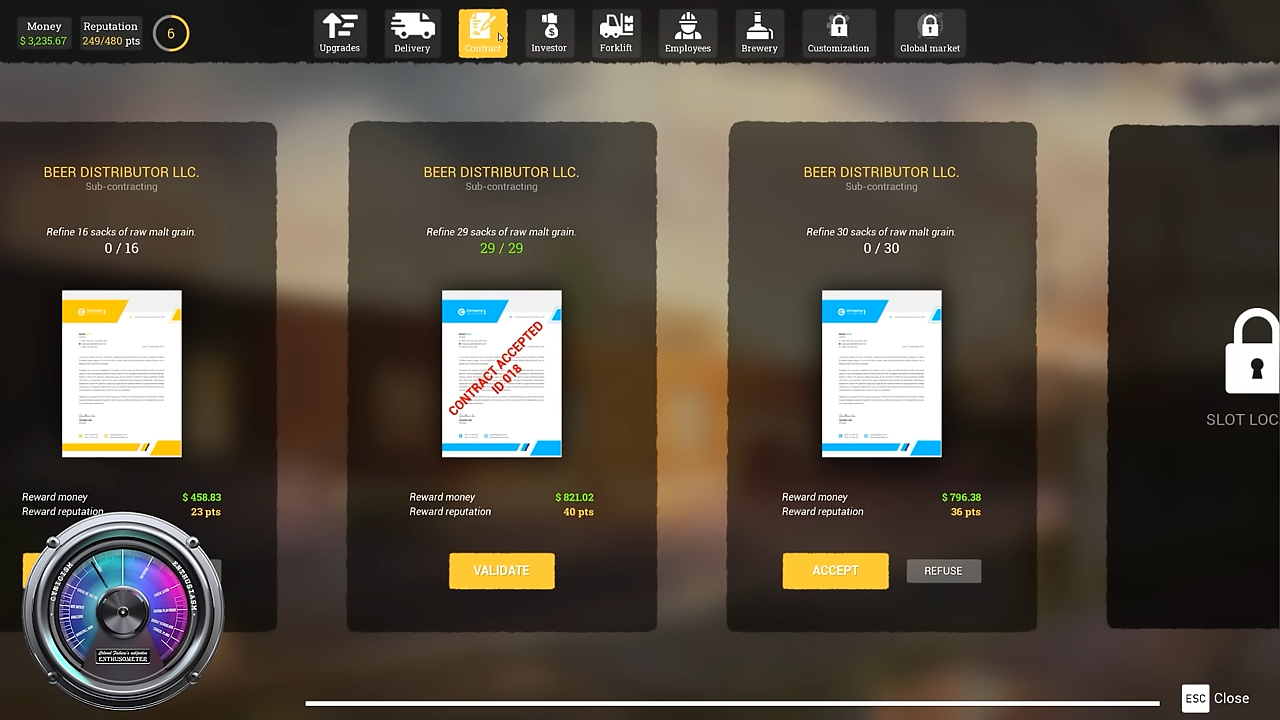 Money
$ 3,235.67
Reputation
249/480 pts
6
Upgrades
Delivery
Contract
Investor
Forklift
Employees
Brewery
Customization
Global market
BEER DISTRIBUTOR LLC.
Sub-contracting
Refine 16 sacks of raw malt grain.
0 / 16
Reward money
$ 458.83
Reward reputation
23 pts
BEER DISTRIBUTOR LLC.
Sub-contracting
Refine 29 sacks of raw malt grain.
29 / 29
CONTRACT ACCEPTED
ID 018
Reward money
$ 821.02
Reward reputation
40 pts
VALIDATE
BEER DISTRIBUTOR LLC.
Sub-contracting
Refine 30 sacks of raw malt grain.
0 / 30
Reward money
$ 796.38
Reward reputation
36 pts
ACCEPT
REFUSE
SLOT LOC
CYNICISM
ENTHUSIASM
ENTHUSOMETER
ESC Close